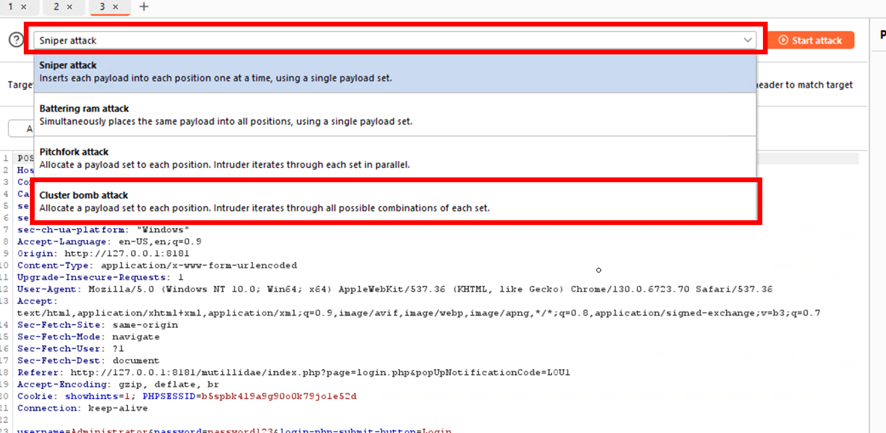 1 × 2 × 3 × +
? Sniper attack Start attack P
Sniper attack
Inserts each payload into each position one at a time, using a single payload set.
Targe eader to match target
Battering ram attack
Simultaneously places the same payload into all positions, using a single payload set.
A
Pitchfork attack
Allocate a payload set to each position. Intruder iterates through each set in parallel.
Cluster bomb attack
Allocate a payload set to each position. Intruder iterates through all possible combinations of each set.
1 POS
2 Hos
3 Co
4 Ca
5 se
6 se
7 sec-ch-ua-platform: "Windows"
8 Accept-Language: en-US,en;q=0.9
9 Origin: http://127.0.0.1:8181
10 Content-Type: application/x-www-form-urlencoded
11 Upgrade-Insecure-Requests: 1
12 User-Agent: Mozilla/5.0 (Windows NT 10.0; Win64; x64) AppleWebKit/537.36 (KHTML, like Gecko) Chrome/130.0.6723.70 Safari/537.36
13 Accept:
text/html,application/xhtml+xml,application/xml;q=0.9,image/avif,image/webp,image/apng,*/*;q=0.8,application/signed-exchange;v=b3;q=0.7
14 Sec-Fetch-Site: same-origin
15 Sec-Fetch-Mode: navigate
16 Sec-Fetch-User: ?1
17 Sec-Fetch-Dest: document
18 Referer: http://127.0.0.1:8181/mutillidae/index.php?page=login.php&popUpNotificationCode=LOU1
19 Accept-Encoding: gzip, deflate, br
20 Cookie: showhints=1; PHPSESSID=b5spbk419a9g90o0k79jole52d
21 Connection: keep-alive
22
23 username=Administrator&password=password123&login-php-submit-button=Login